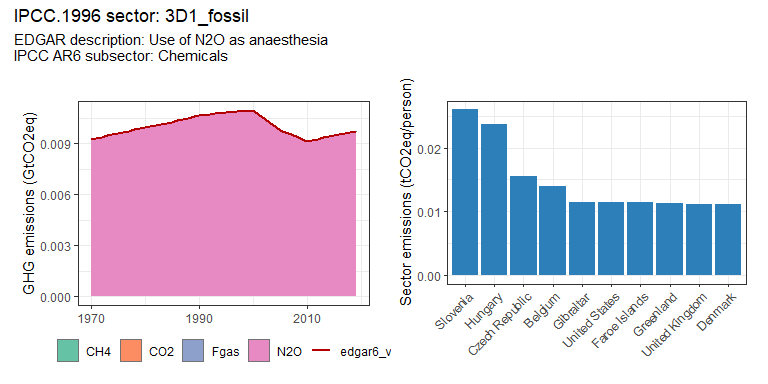 IPCC.1996 sector: 3D1_fossil
EDGAR description: Use of N2O as anaesthesia
IPCC AR6 subsector: Chemicals
GHG emissions (GtCO2eq)
0.009
0.006
0.003
0.000
1970
1990
2010
CH4
CO2
Fgas
N2O
edgar6_v
Sector emissions (tCO2eq/person)
0.02
0.01
0.00
Slovenia
Hungary
Czech Republic
Belgium
Gibraltar
United States
Faroe Islands
Greenland
United Kingdom
Denmark